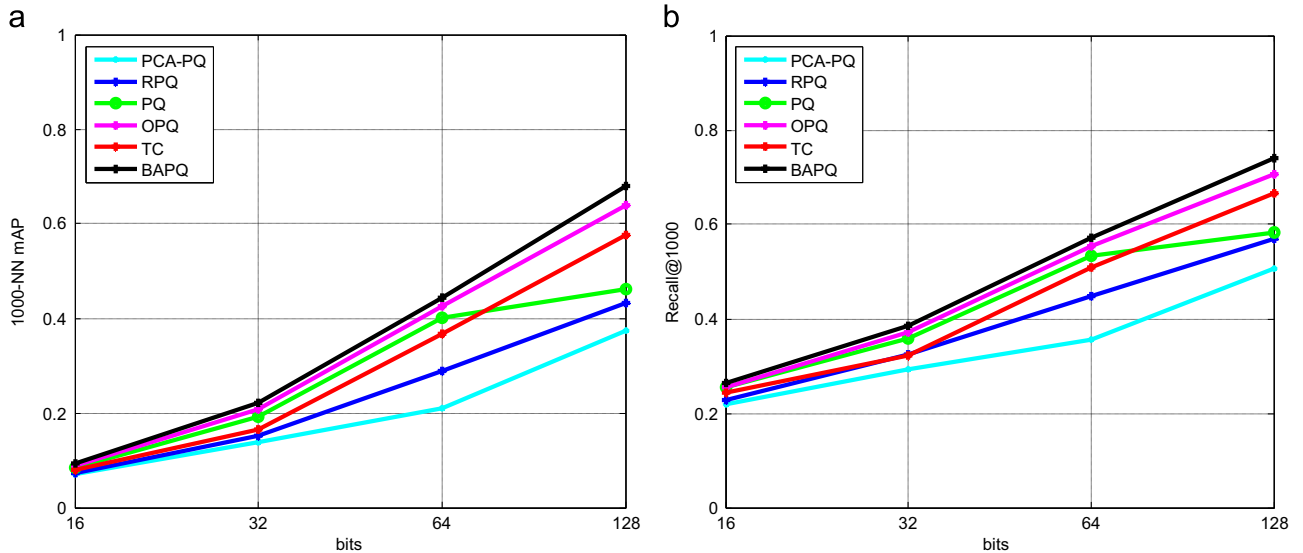 a
1
0.8
0.6
0.4
0.2
0
1000-NN mAP
PCA-PQ
RPQ
PQ
OPQ
TC
BAPQ
16
32
64
128
bits
b
1
0.8
0.6
0.4
0.2
0
Recall@1000
PCA-PQ
RPQ
PQ
OPQ
TC
BAPQ
16
32
64
128
bits